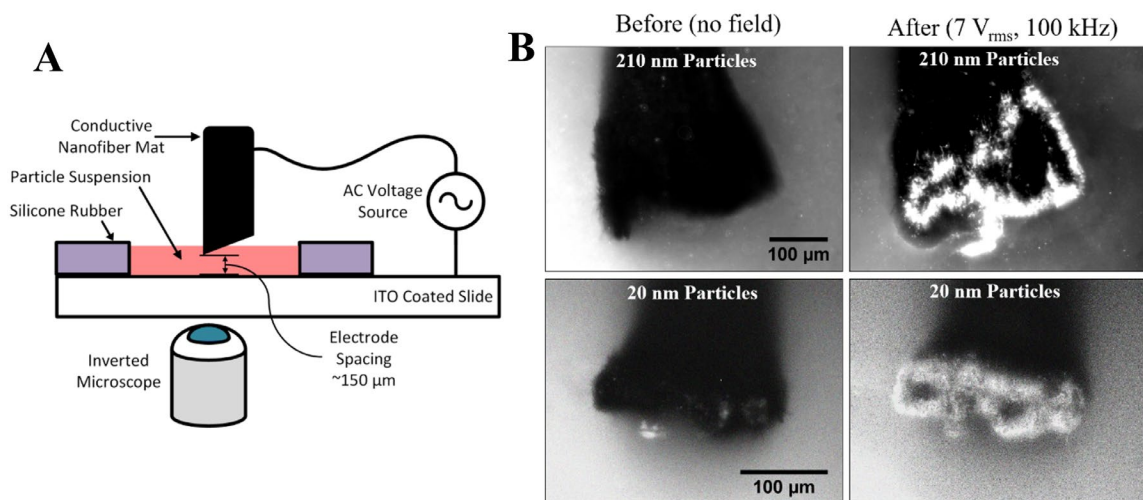 A
Conductive
Nanofiber Mat
Particle Suspension
Silicone Rubber
AC Voltage
Source
ITO Coated Slide
Inverted
Microscope
Electrode
Spacing
~150 μm
B
Before (no field)
After (7 Vrms, 100 kHz)
210 nm Particles
210 nm Particles
100 μm
20 nm Particles
20 nm Particles
100 μm